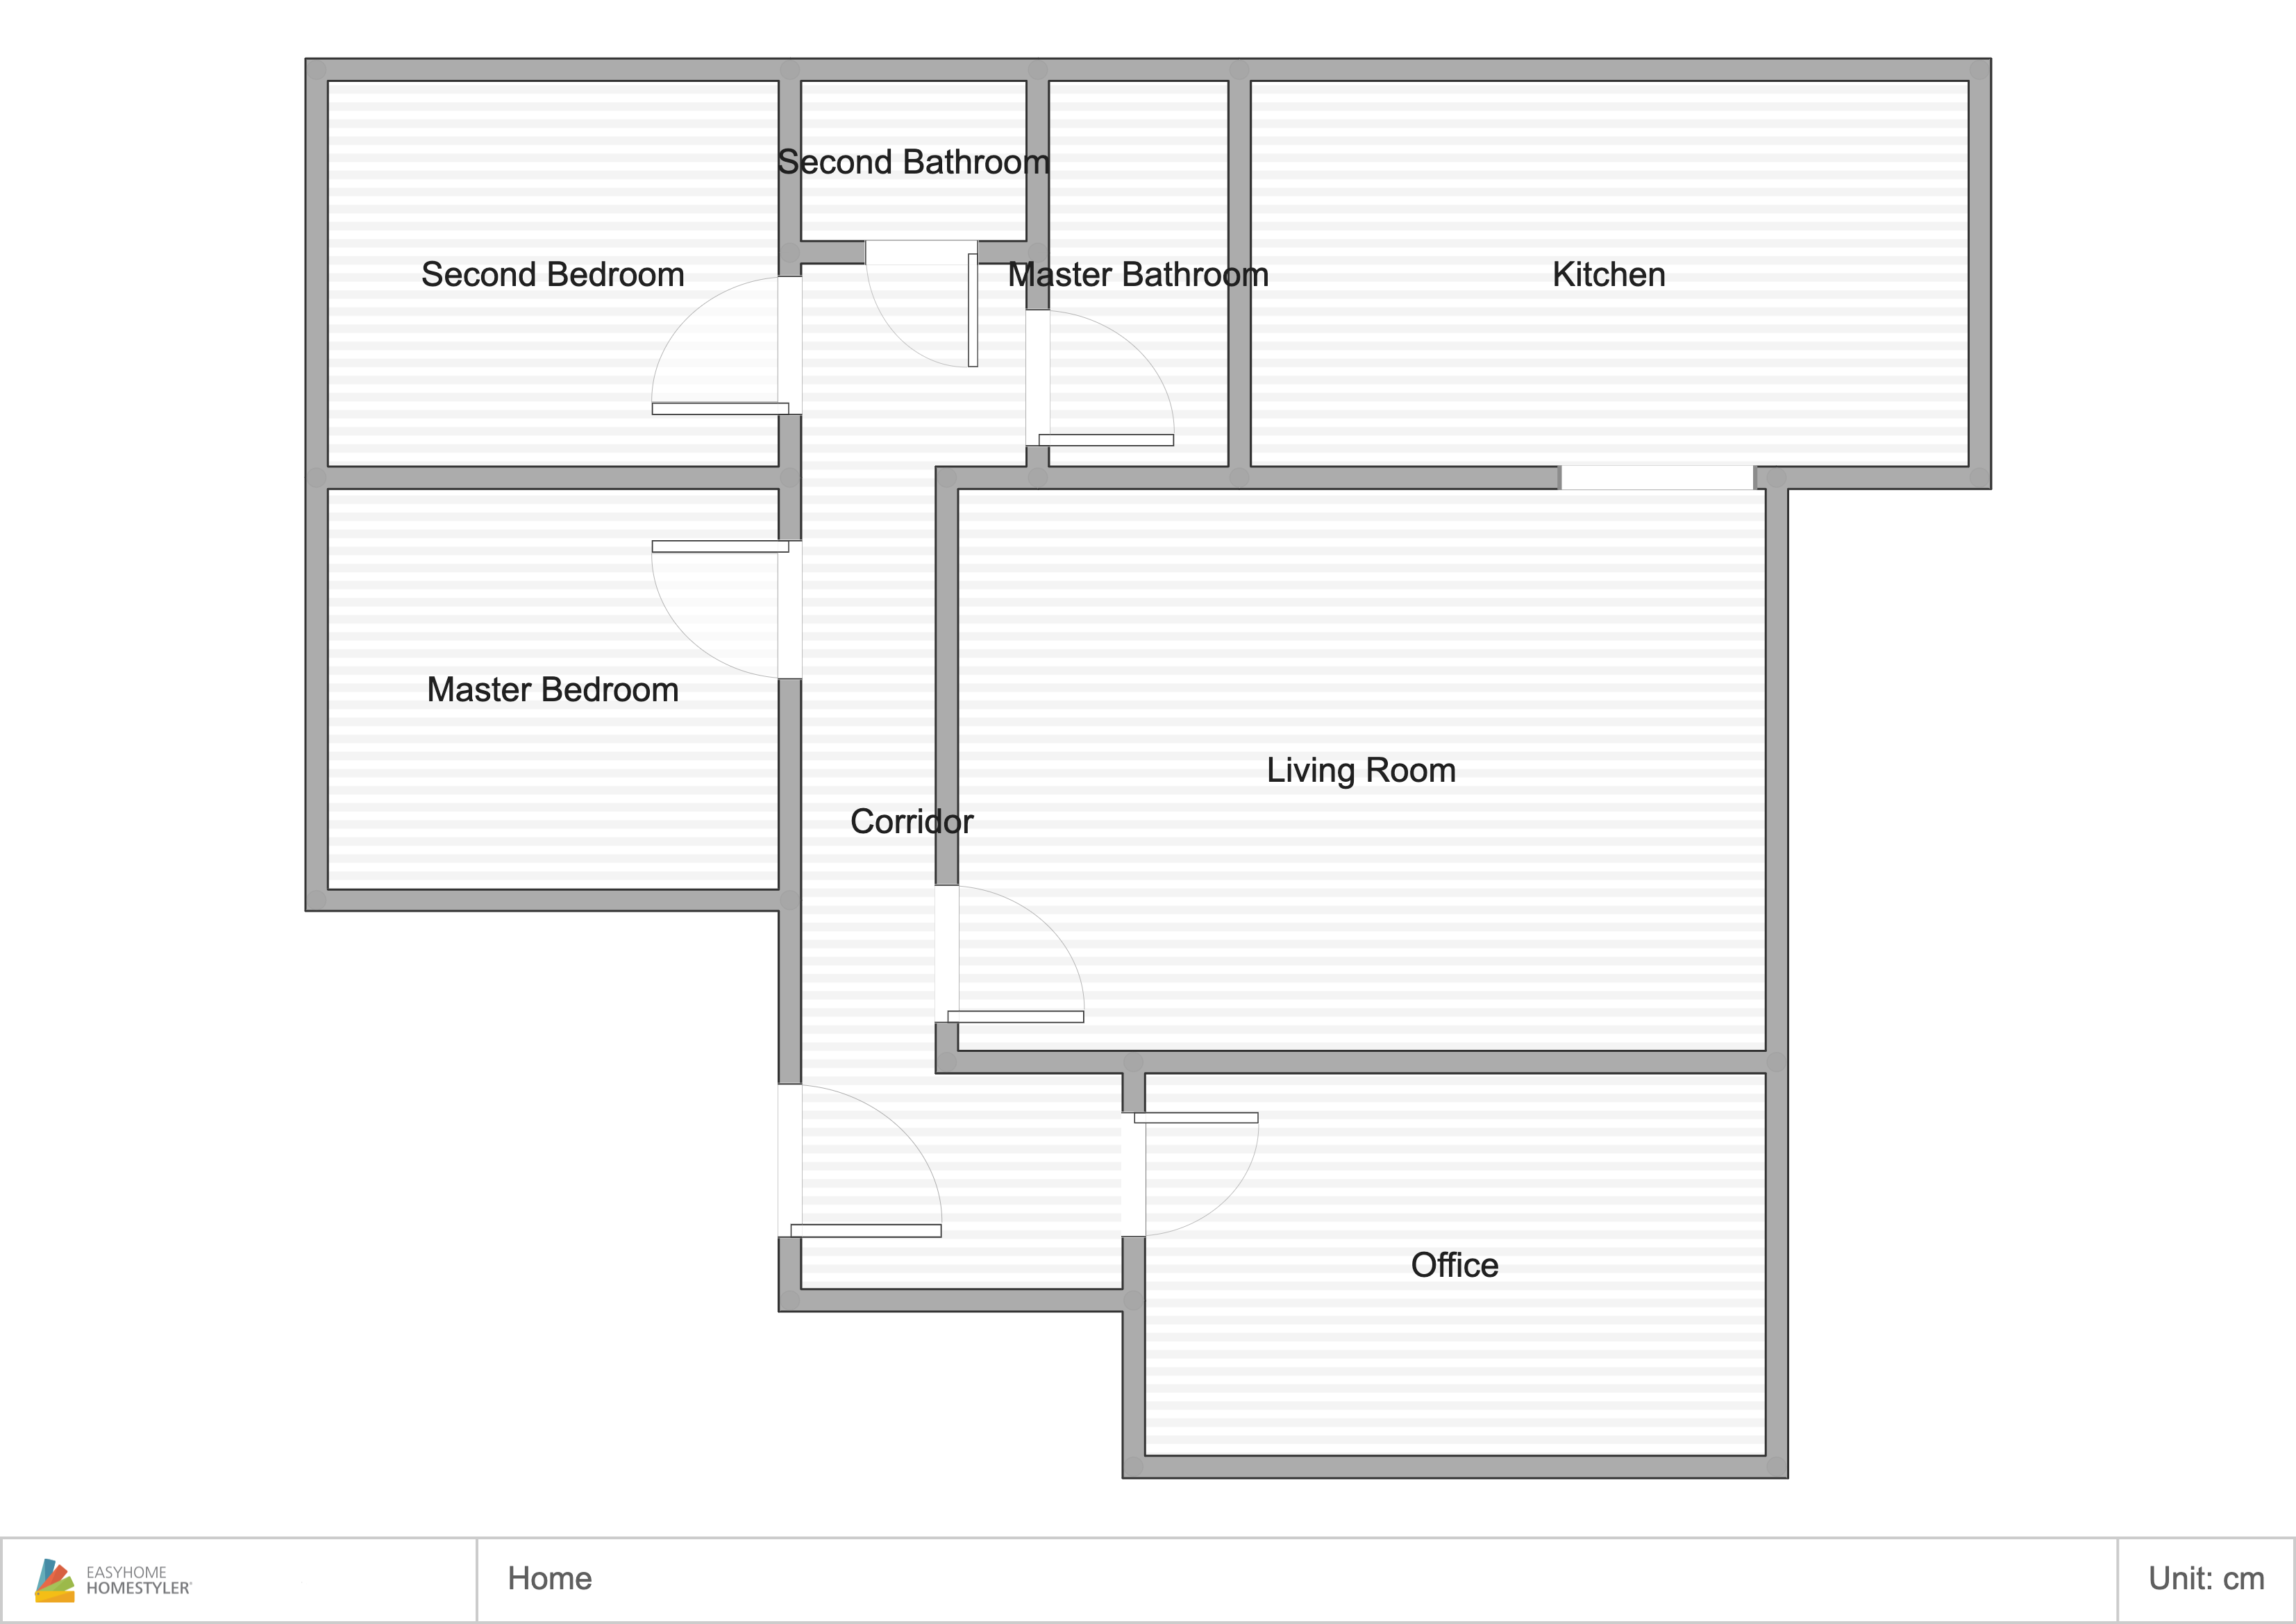 Second Bathroom
Second Bedroom
Master Bathroom
Kitchen
Master Bedroom
Living Room
Corridor
Office
EASYHOME
HOMESTYLER
Home
Unit: cm